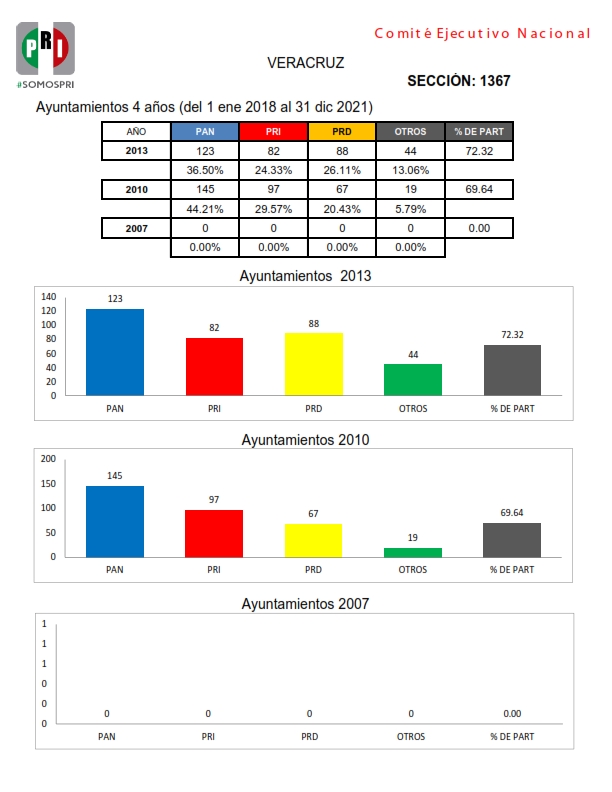 Comité Ejecutivo Nacional
PRI
#SOMOSPRI
VERACRUZ
SECCIÓN: 1367
Ayuntamientos 4 años (del 1 ene 2018 al 31 dic 2021)
AÑO PAN PRI PRD OTROS % DE PART
2013 123 82 88 44 72.32
36.50% 24.33% 26.11% 13.06%
2010 145 97 67 19 69.64
44.21% 29.57% 20.43% 5.79%
2007 0 0 0 0 0.00
0.00% 0.00% 0.00% 0.00%
Ayuntamientos 2013
140
120
100
80
60
40
20
0
123 82 88 44 72.32
PAN PRI PRD OTROS % DE PART
Ayuntamientos 2010
200
150
100
50
0
145 97 67 19 69.64
PAN PRI PRD OTROS % DE PART
Ayuntamientos 2007
1
1
1
0
0
0
0 0 0 0 0.00
PAN PRI PRD OTROS % DE PART